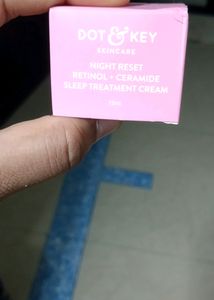 DOT & KEY
SKINCARE
NIGHT RESET
RETINOL + CERAMIDE
SLEEP TREATMENT CREAM